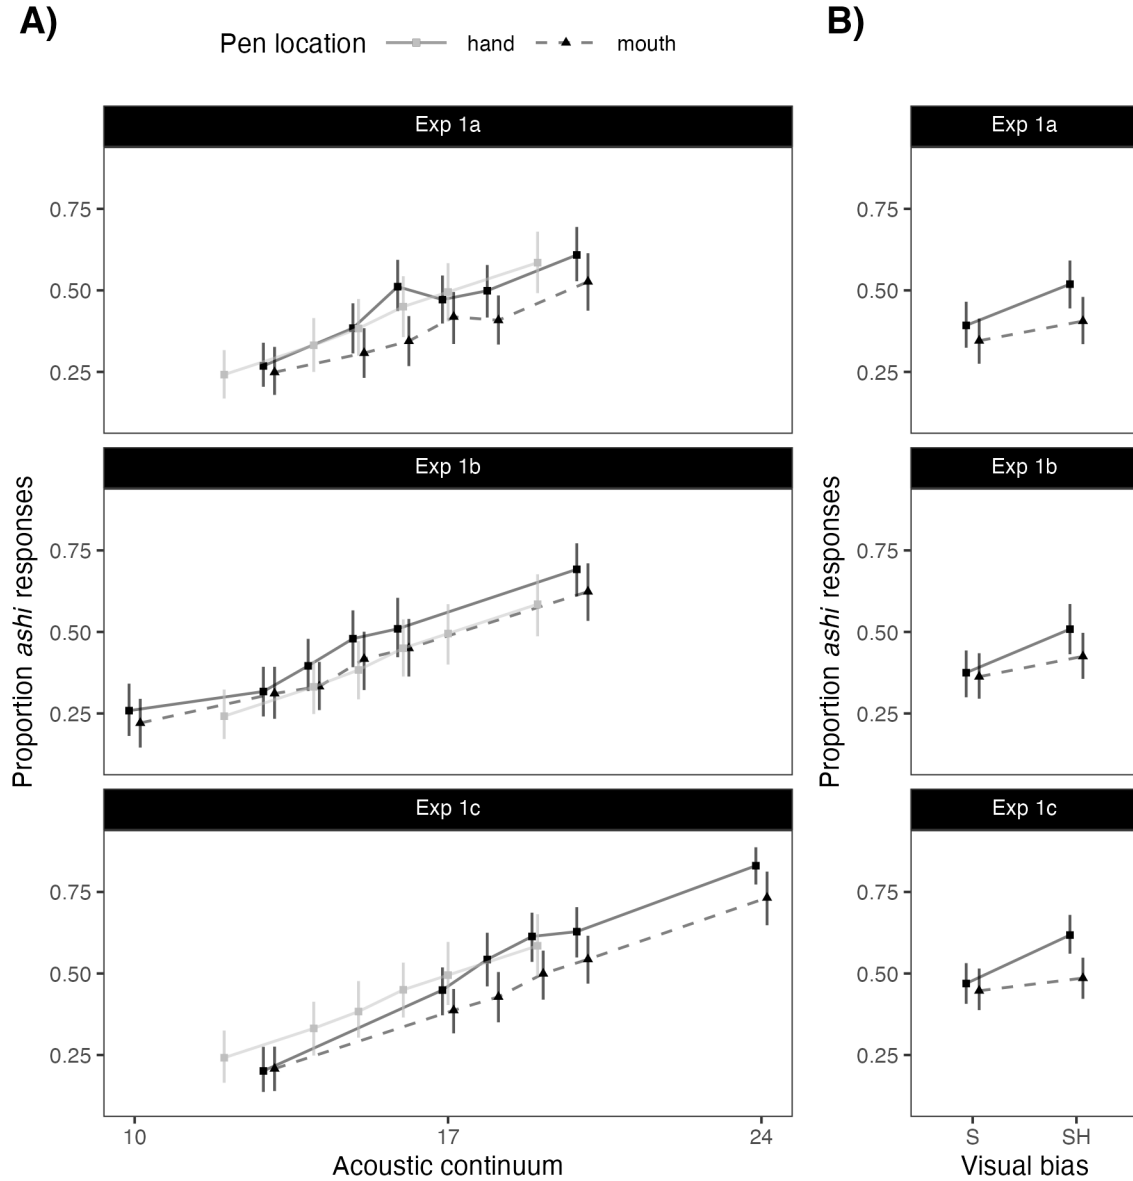 A)
B)
Pen location hand mouth
Exp 1a
Exp 1a
0.75
0.50
0.25
0.75
0.50
0.25
Exp 1b
Exp 1b
0.75
0.50
0.25
0.75
0.50
0.25
Proportion ashi responses
Proportion ashi responses
Exp 1c
Exp 1c
0.75
0.50
0.25
0.75
0.50
0.25
10 17 24
S SH
Acoustic continuum
Visual bias